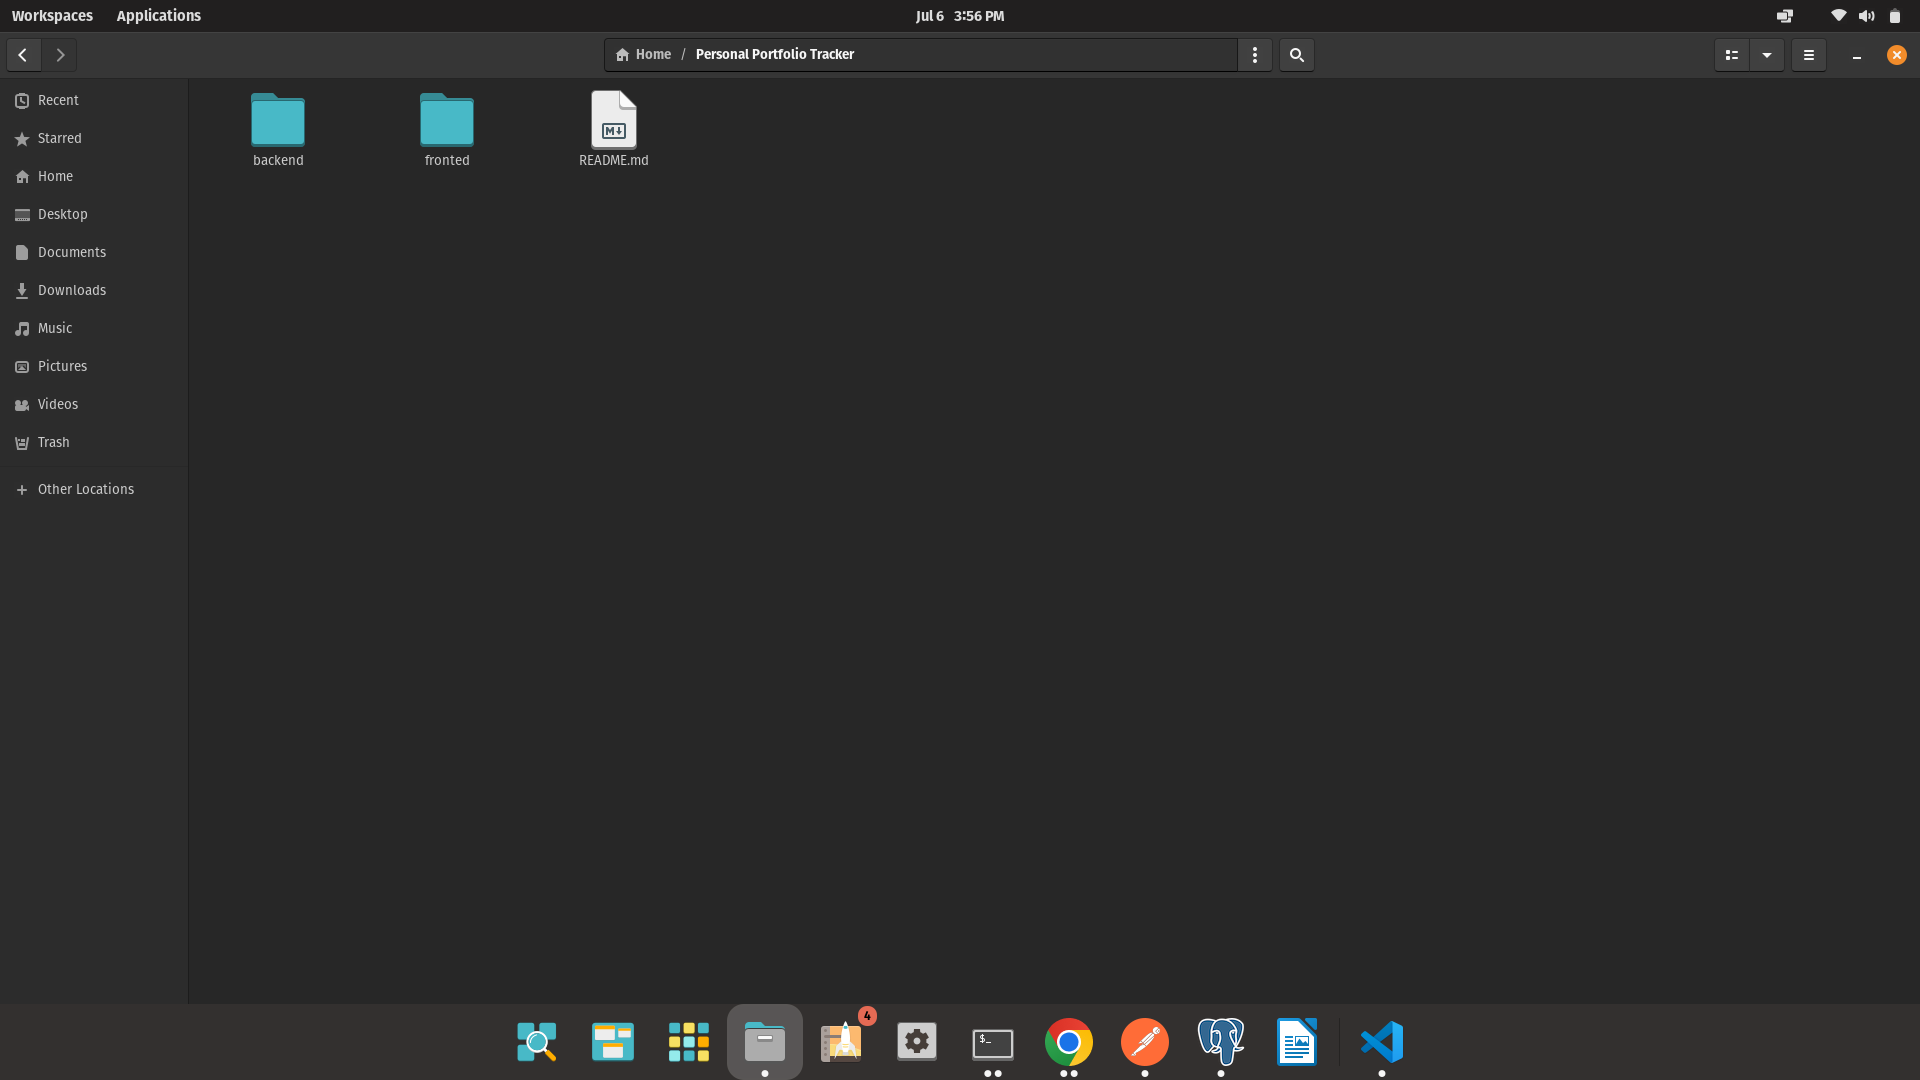 Workspaces Applications Jul 6 3:56 PM
Home / Personal Portfolio Tracker
Recent
Starred
Home
Desktop
Documents
Downloads
Music
Pictures
Videos
Trash
Other Locations
backend fronted README.md
M
4
$_